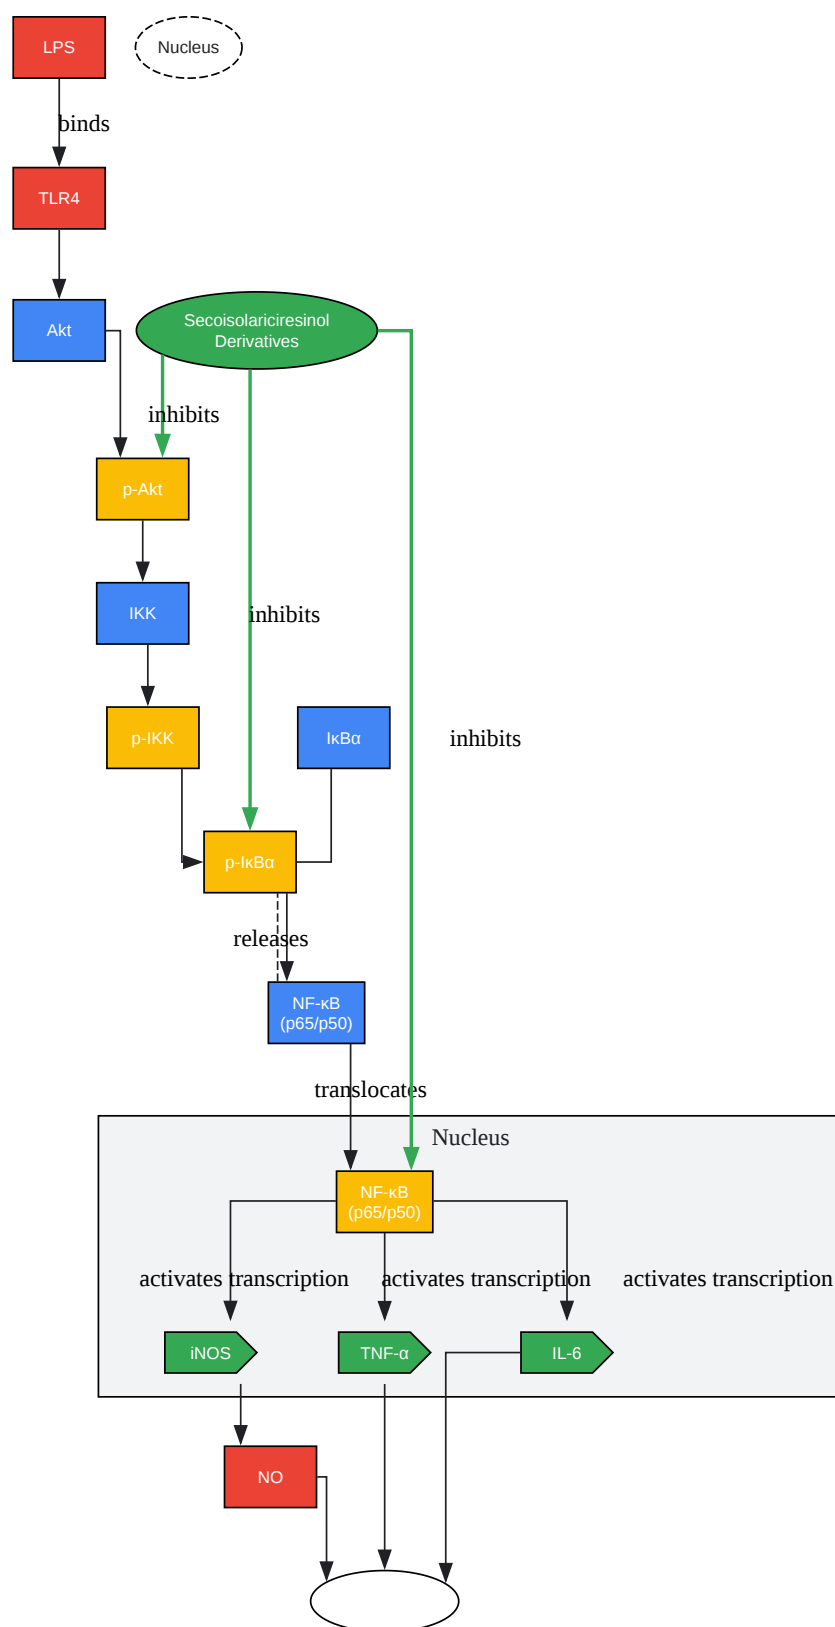 LPS
Nucleus
binds
TLR4
Akt
Secoisolariciresinol
Derivatives
inhibits
p-Akt
IKK
inhibits
p-IKK
IκBα
inhibits
p-IκBα
releases
NF-κB
(p65/p50)
translocates
Nucleus
NF-κB
(p65/p50)
activates transcription
activates transcription
activates transcription
iNOS
TNF-α
IL-6
NO